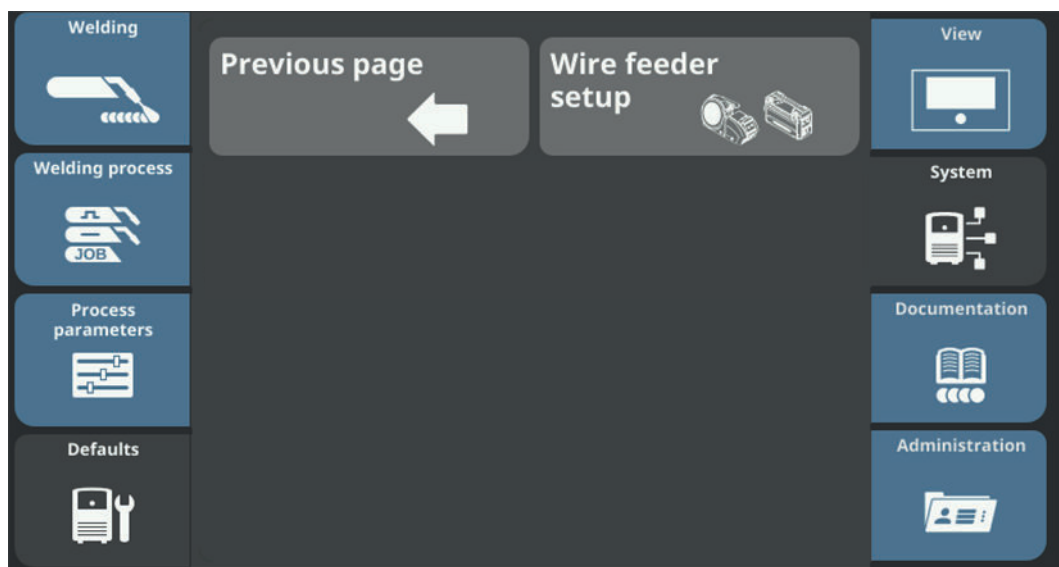 Welding
Welding process
JOB
Process
parameters
Defaults
Previous page
Wire feeder
setup
View
System
Documentation
Administration